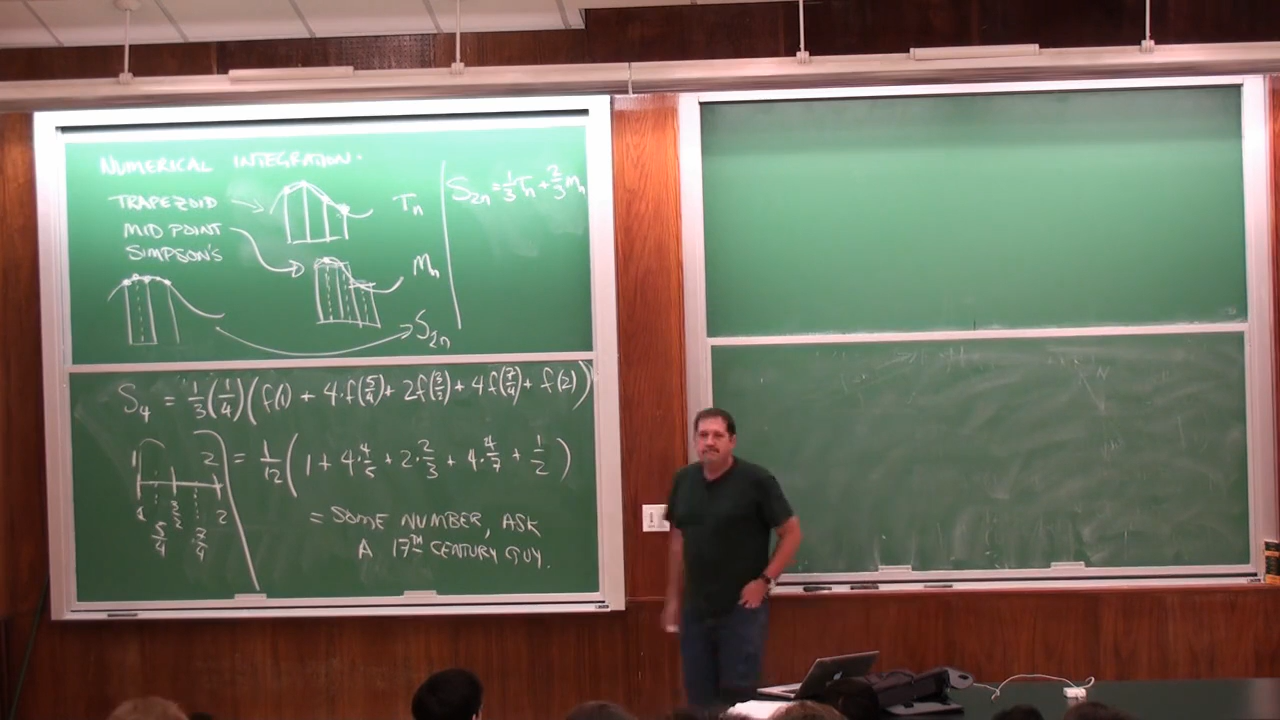 NUMERICAL INTEGRATION.
TRAPEZOID
MID POINT
SIMPSON'S
Tₙ
Mₙ
S₂ₙ
S₂ₙ = 1/3 Tₙ + 2/3 Mₙ
S₄ = 1/3 (1/4) (f(1) + 4·f(5/4) + 2f(3/2) + 4f(7/4) + f(2))
= 1/12 (1 + 4·4/5 + 2·2/3 + 4·4/7 + 1/2)
= SOME NUMBER, ASK
A 17TH CENTURY GUY.
1 2
1 3/2 2
5/4 7/4